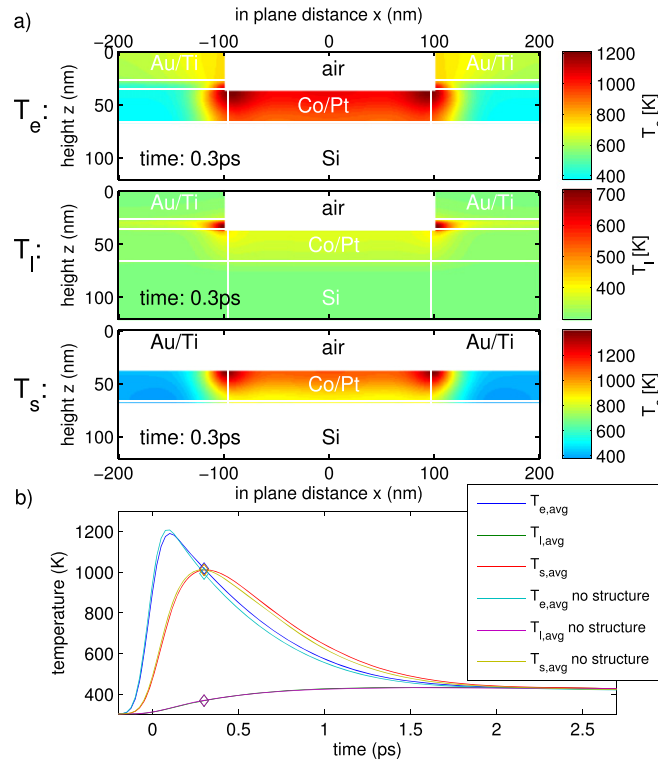 a)
in plane distance x (nm)
−200 −100 0 100 200
T_e:
height z (nm)
0
50
100
Au/Ti
air
Au/Ti
Co/Pt
time: 0.3ps
Si
1200
1000
800
600
400
[K]
T_l:
height z (nm)
0
50
100
Au/Ti
air
Au/Ti
Co/Pt
time: 0.3ps
Si
700
600
500
400
T_l [K]
T_s:
height z (nm)
0
50
100
Au/Ti
air
Au/Ti
Co/Pt
time: 0.3ps
Si
1200
1000
800
600
400
[K]
−200 −100 0 100 200
in plane distance x (nm)
b)
temperature (K)
1200
1000
800
600
400
0 0.5 1 1.5 2 2.5
time (ps)
T_e,avg
T_l,avg
T_s,avg
T_e,avg no structure
T_l,avg no structure
T_s,avg no structure